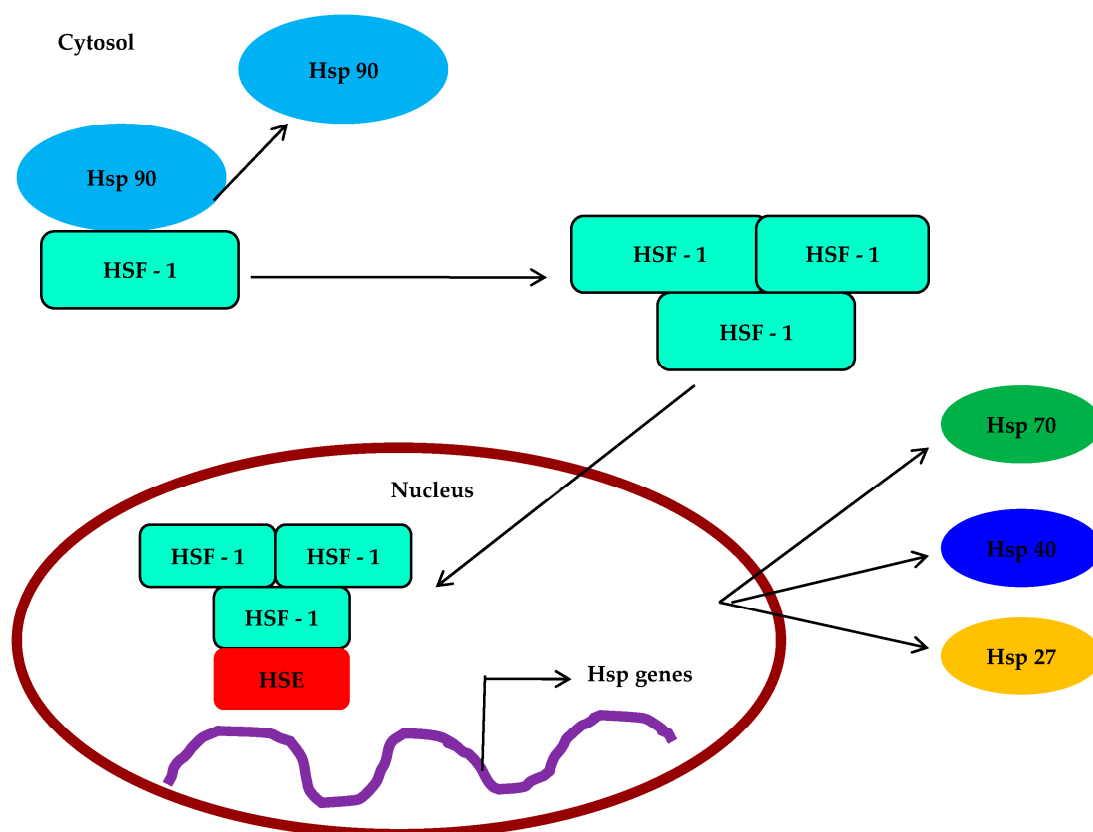 Cytosol
Hsp 90
Hsp 90
HSF - 1
HSF - 1
HSF - 1
HSF - 1
Hsp 70
Nucleus
HSF - 1
HSF - 1
Hsp 40
HSF - 1
Hsp 27
HSE
Hsp genes